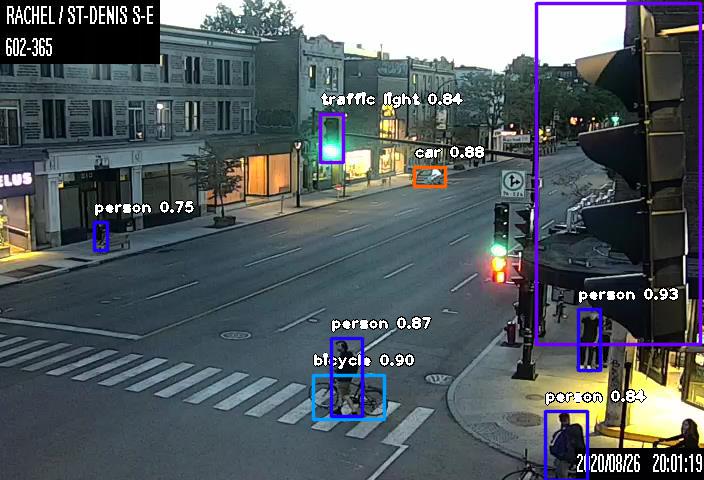 RACHEL / ST-DENIS S-E
602-365
traffic light 0.84
car 0.88
ELUS
person 0.75
person 0.93
person 0.87
bicycle 0.90
person 0.84
2020/08/26 20:01:19